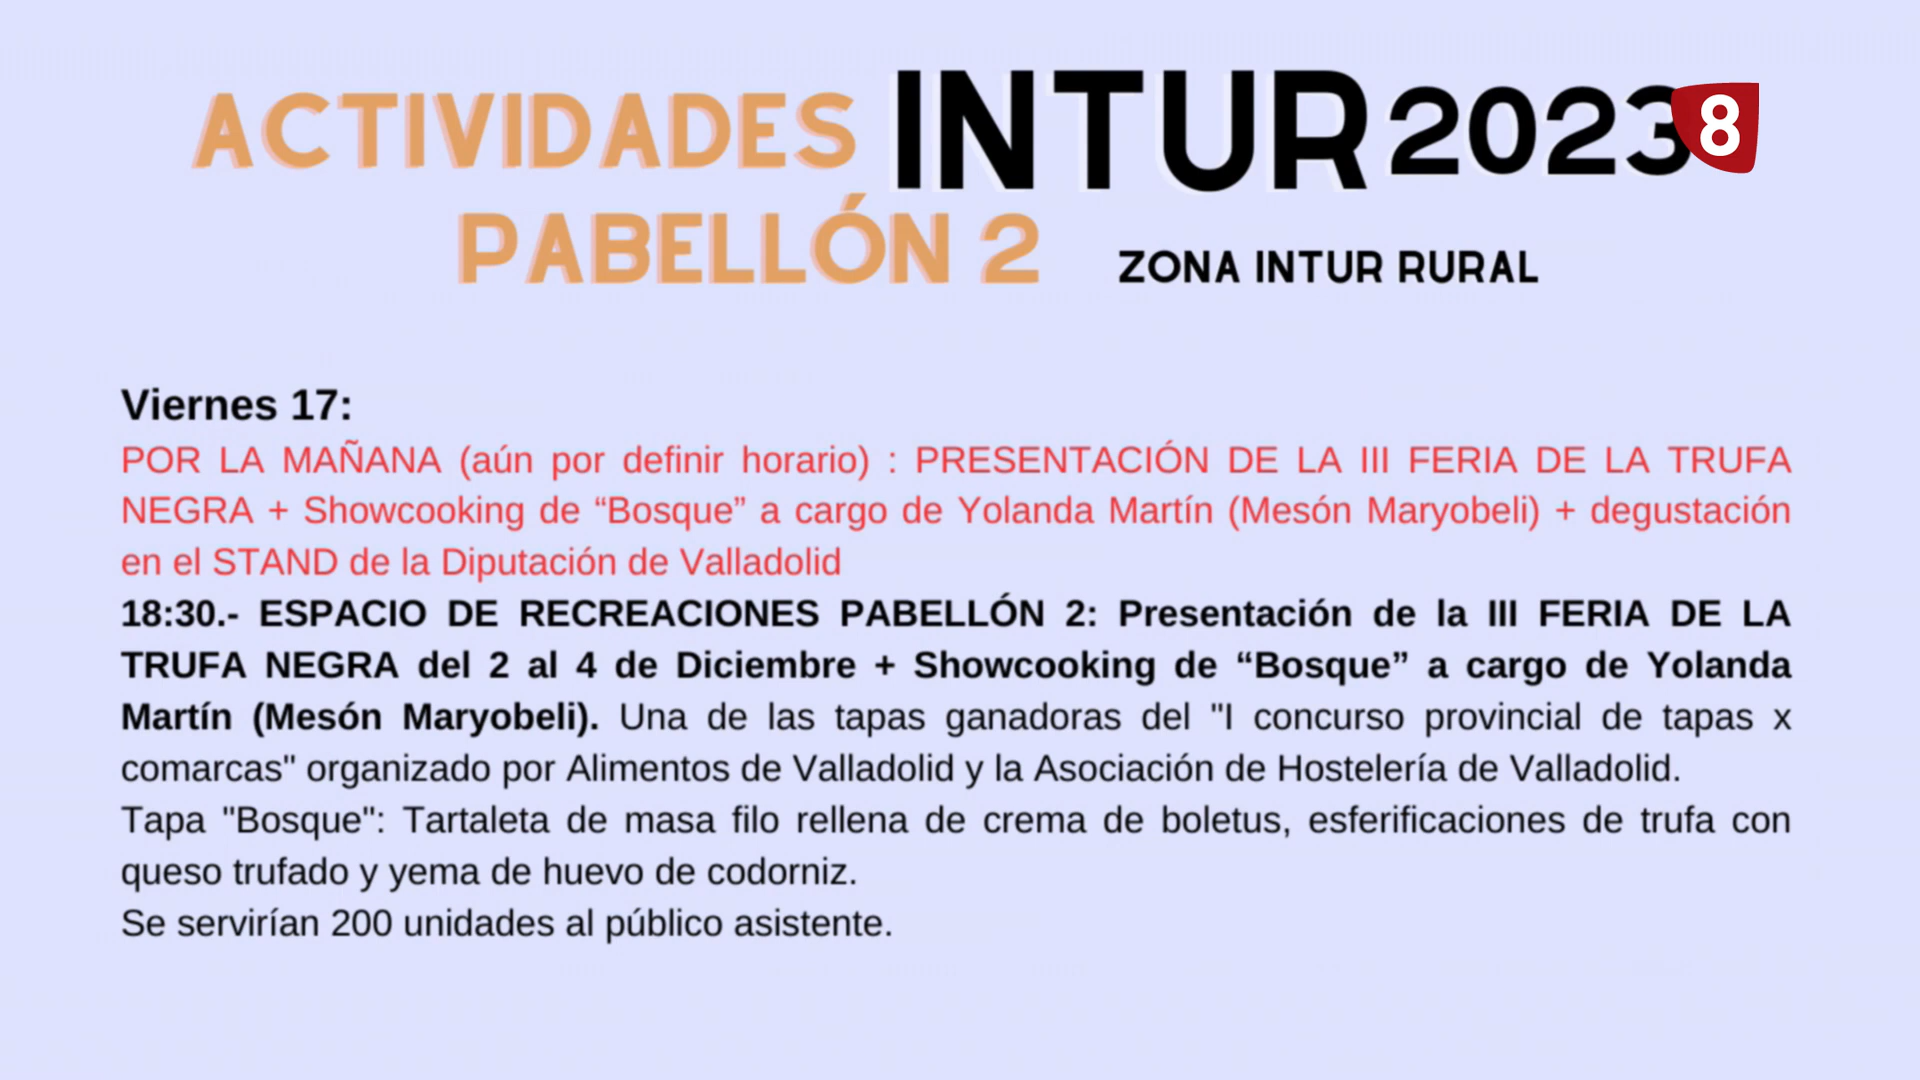 ACTIVIDADES INTUR 2023 8
PABELLÓN 2 ZONA INTUR RURAL
Viernes 17:
POR LA MAÑANA (aún por definir horario) : PRESENTACIÓN DE LA III FERIA DE LA TRUFA
NEGRA + Showcooking de “Bosque” a cargo de Yolanda Martín (Mesón Maryobeli) + degustación
en el STAND de la Diputación de Valladolid
18:30.- ESPACIO DE RECREACIONES PABELLÓN 2: Presentación de la III FERIA DE LA
TRUFA NEGRA del 2 al 4 de Diciembre + Showcooking de “Bosque” a cargo de Yolanda
Martín (Mesón Maryobeli). Una de las tapas ganadoras del "I concurso provincial de tapas x
comarcas" organizado por Alimentos de Valladolid y la Asociación de Hostelería de Valladolid.
Tapa "Bosque": Tartaleta de masa filo rellena de crema de boletus, esferificaciones de trufa con
queso trufado y yema de huevo de codorniz.
Se servirían 200 unidades al público asistente.